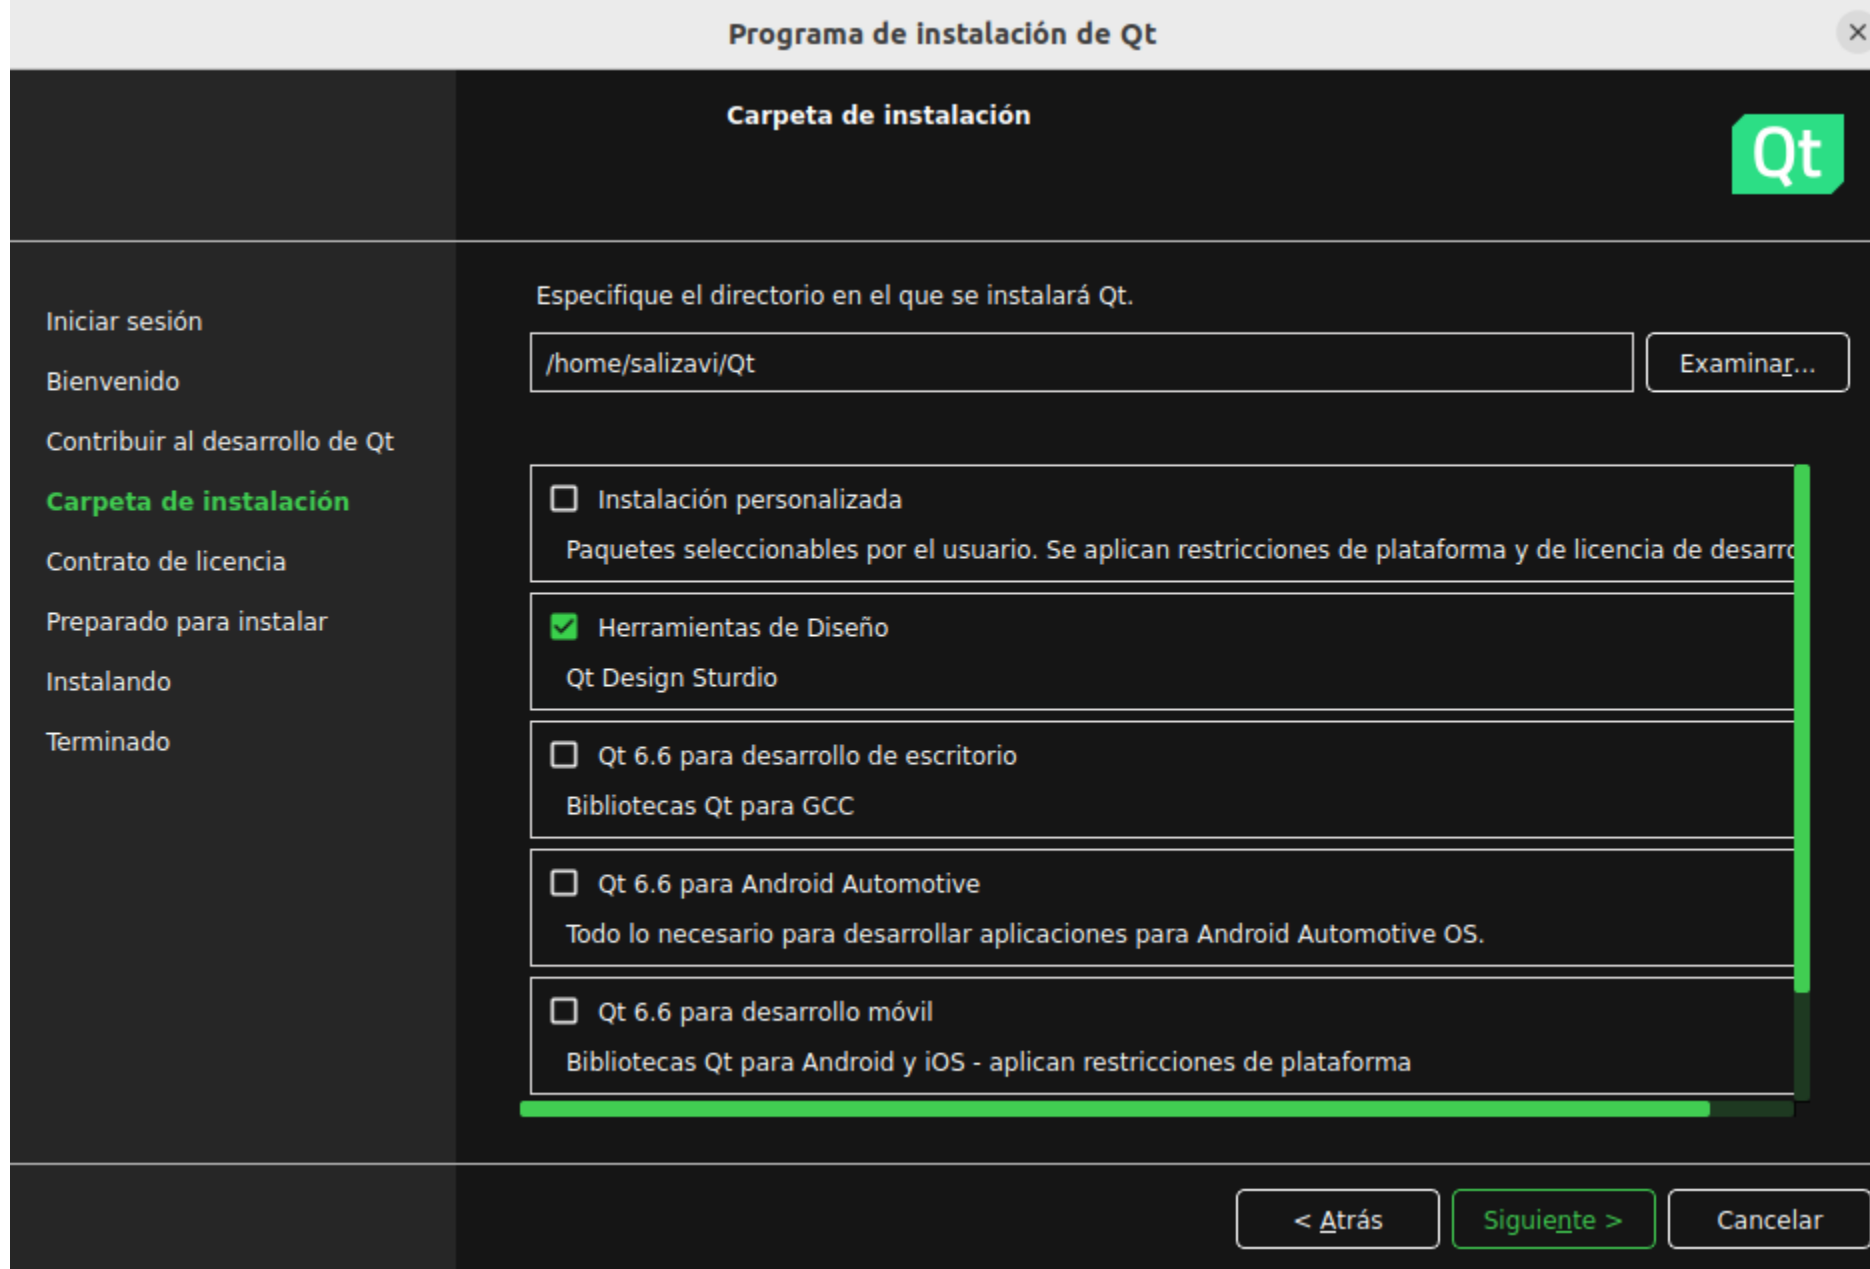 Programa de instalación de Qt
Carpeta de instalación
Qt
Iniciar sesión
Bienvenido
Contribuir al desarrollo de Qt
Carpeta de instalación
Contrato de licencia
Preparado para instalar
Instalando
Terminado
Especifique el directorio en el que se instalará Qt.
/home/salizavi/Qt
Examinar...
Instalación personalizada
Paquetes seleccionables por el usuario. Se aplican restricciones de plataforma y de licencia de desarro
Herramientas de Diseño
Qt Design Sturdio
Qt 6.6 para desarrollo de escritorio
Bibliotecas Qt para GCC
Qt 6.6 para Android Automotive
Todo lo necesario para desarrollar aplicaciones para Android Automotive OS.
Qt 6.6 para desarrollo móvil
Bibliotecas Qt para Android y iOS - aplican restricciones de plataforma
< Atrás
Siguiente >
Cancelar